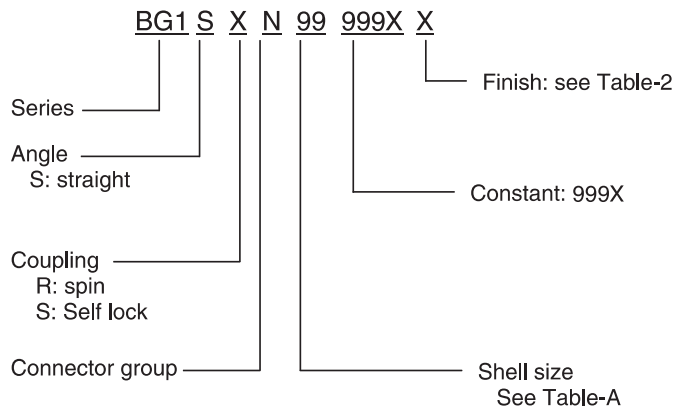 BG1 S X N 99 999X X
Finish: see Table-2
Series
Angle
S: straight
Constant: 999X
Coupling
R: spin
S: Self lock
Connector group
Shell size
See Table-A